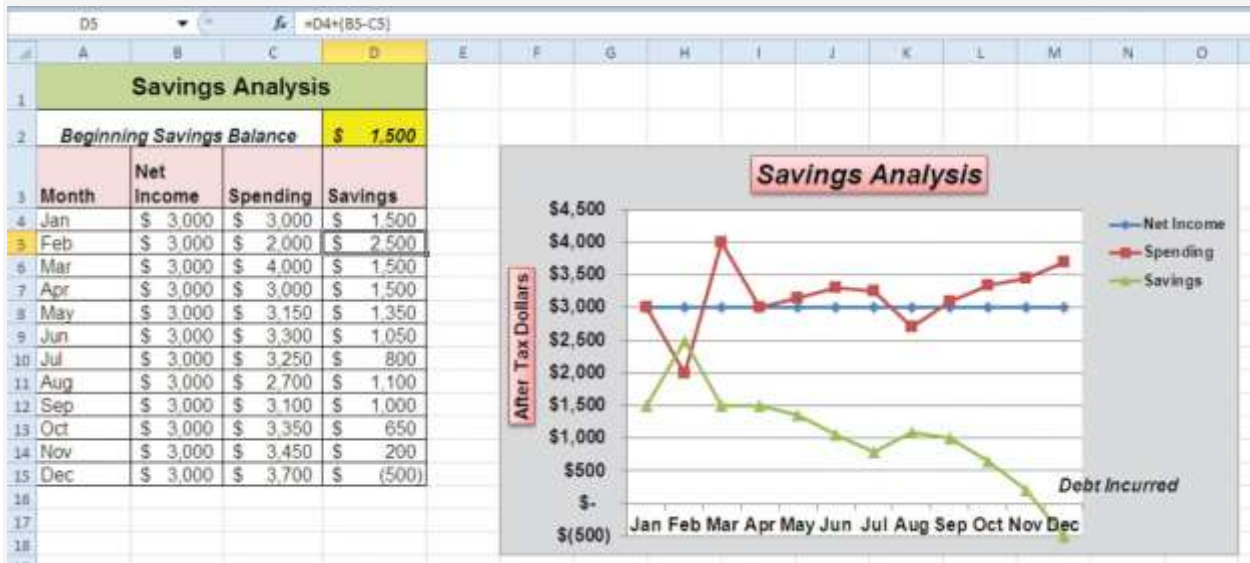 D5 fx =D4+(B5-C5)
A B C D E F G H I J K L M N O
1 Savings Analysis
2 Beginning Savings Balance $ 1,500
3 Month Net Income Spending Savings
4 Jan $ 3,000 $ 3,000 $ 1,500
5 Feb $ 3,000 $ 2,000 $ 2,500
6 Mar $ 3,000 $ 4,000 $ 1,500
7 Apr $ 3,000 $ 3,000 $ 1,500
8 May $ 3,000 $ 3,150 $ 1,350
9 Jun $ 3,000 $ 3,300 $ 1,050
10 Jul $ 3,000 $ 3,250 $ 800
11 Aug $ 3,000 $ 2,700 $ 1,100
12 Sep $ 3,000 $ 3,100 $ 1,000
13 Oct $ 3,000 $ 3,350 $ 650
14 Nov $ 3,000 $ 3,450 $ 200
15 Dec $ 3,000 $ 3,700 $ (500)
16
17
18
Savings Analysis
After Tax Dollars
$4,500
$4,000
$3,500
$3,000
$2,500
$2,000
$1,500
$1,000
$500
$-
$(500)
Jan Feb Mar Apr May Jun Jul Aug Sep Oct Nov Dec
Debt Incurred
Net Income
Spending
Savings